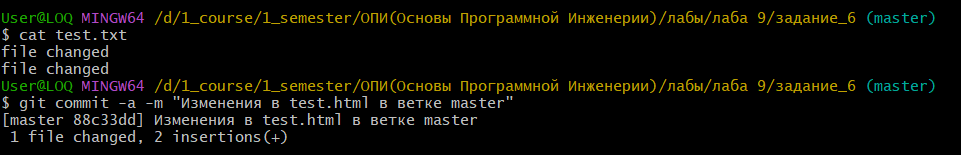 User@LOQ MINGW64 /d/1_course/1_semester/ОПИ(Основы Программной Инженерии)/лабы/лаба 9/задание_6 (master)
$ cat test.txt
file changed
file changed
User@LOQ MINGW64 /d/1_course/1_semester/ОПИ(Основы Программной Инженерии)/лабы/лаба 9/задание_6 (master)
$ git commit -a -m "Изменения в test.html в ветке master"
[master 88c33dd] Изменения в test.html в ветке master
 1 file changed, 2 insertions(+)